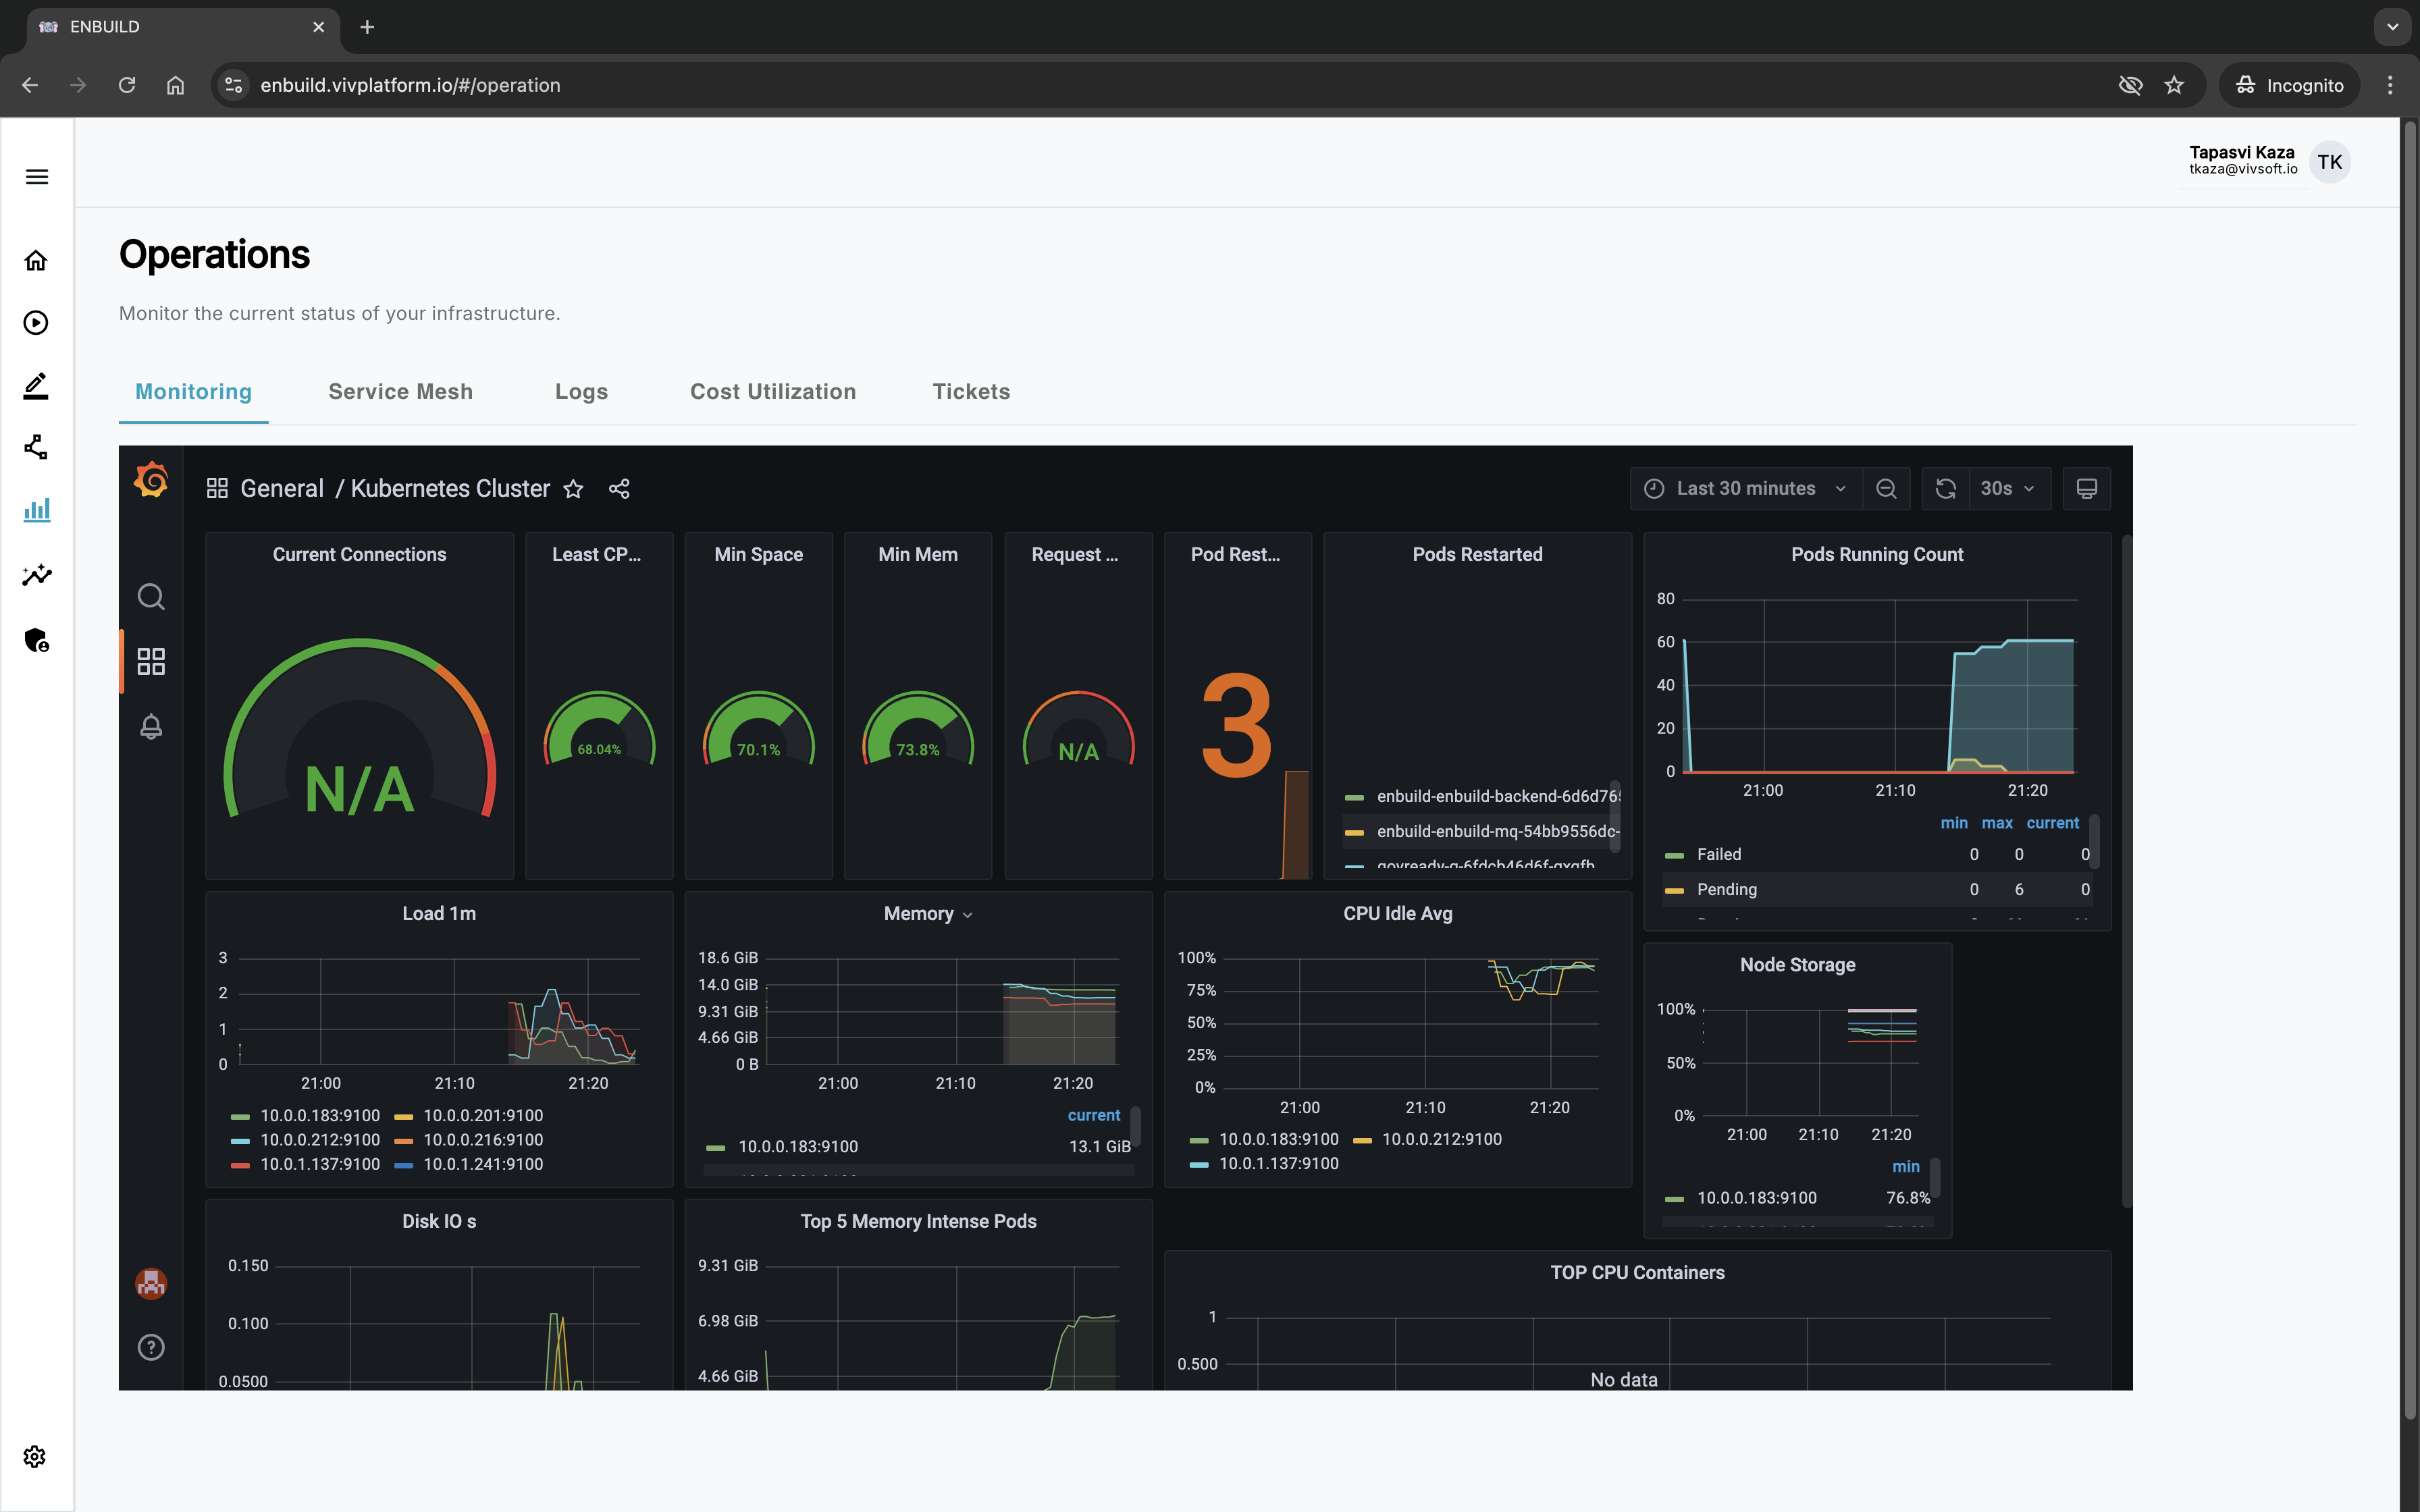 ENBUILD
enbuild.vivplatform.io/#/operation
Incognito
Tapasvi Kaza
tkaza@vivsoft.io
TK
Operations
Monitor the current status of your infrastructure.
Monitoring Service Mesh Logs Cost Utilization Tickets
General / Kubernetes Cluster
Last 30 minutes
30s
Current Connections
N/A
Least CP...
68.04%
Min Space
70.1%
Min Mem
73.8%
Request ...
N/A
Pod Rest...
3
Pods Restarted
enbuild-enbuild-backend-6d6d765
enbuild-enbuild-mq-54bb9556dc-
Pods Running Count
80
60
40
20
0
21:00 21:10 21:20
min max current
Failed 0 0 0
Pending 0 6 0
Load 1m
3
2
1
0
21:00 21:10 21:20
10.0.0.183:9100 10.0.0.201:9100
10.0.0.212:9100 10.0.0.216:9100
10.0.1.137:9100 10.0.1.241:9100
Memory
18.6 GiB
14.0 GiB
9.31 GiB
4.66 GiB
0 B
21:00 21:10 21:20
current
10.0.0.183:9100 13.1 GiB
CPU Idle Avg
100%
75%
50%
25%
0%
21:00 21:10 21:20
10.0.0.183:9100 10.0.0.212:9100
10.0.1.137:9100
Node Storage
100%
50%
0%
21:00 21:10 21:20
min
10.0.0.183:9100 76.8%
Disk IO s
0.150
0.100
0.0500
Top 5 Memory Intense Pods
9.31 GiB
6.98 GiB
4.66 GiB
TOP CPU Containers
1
0.500
No data